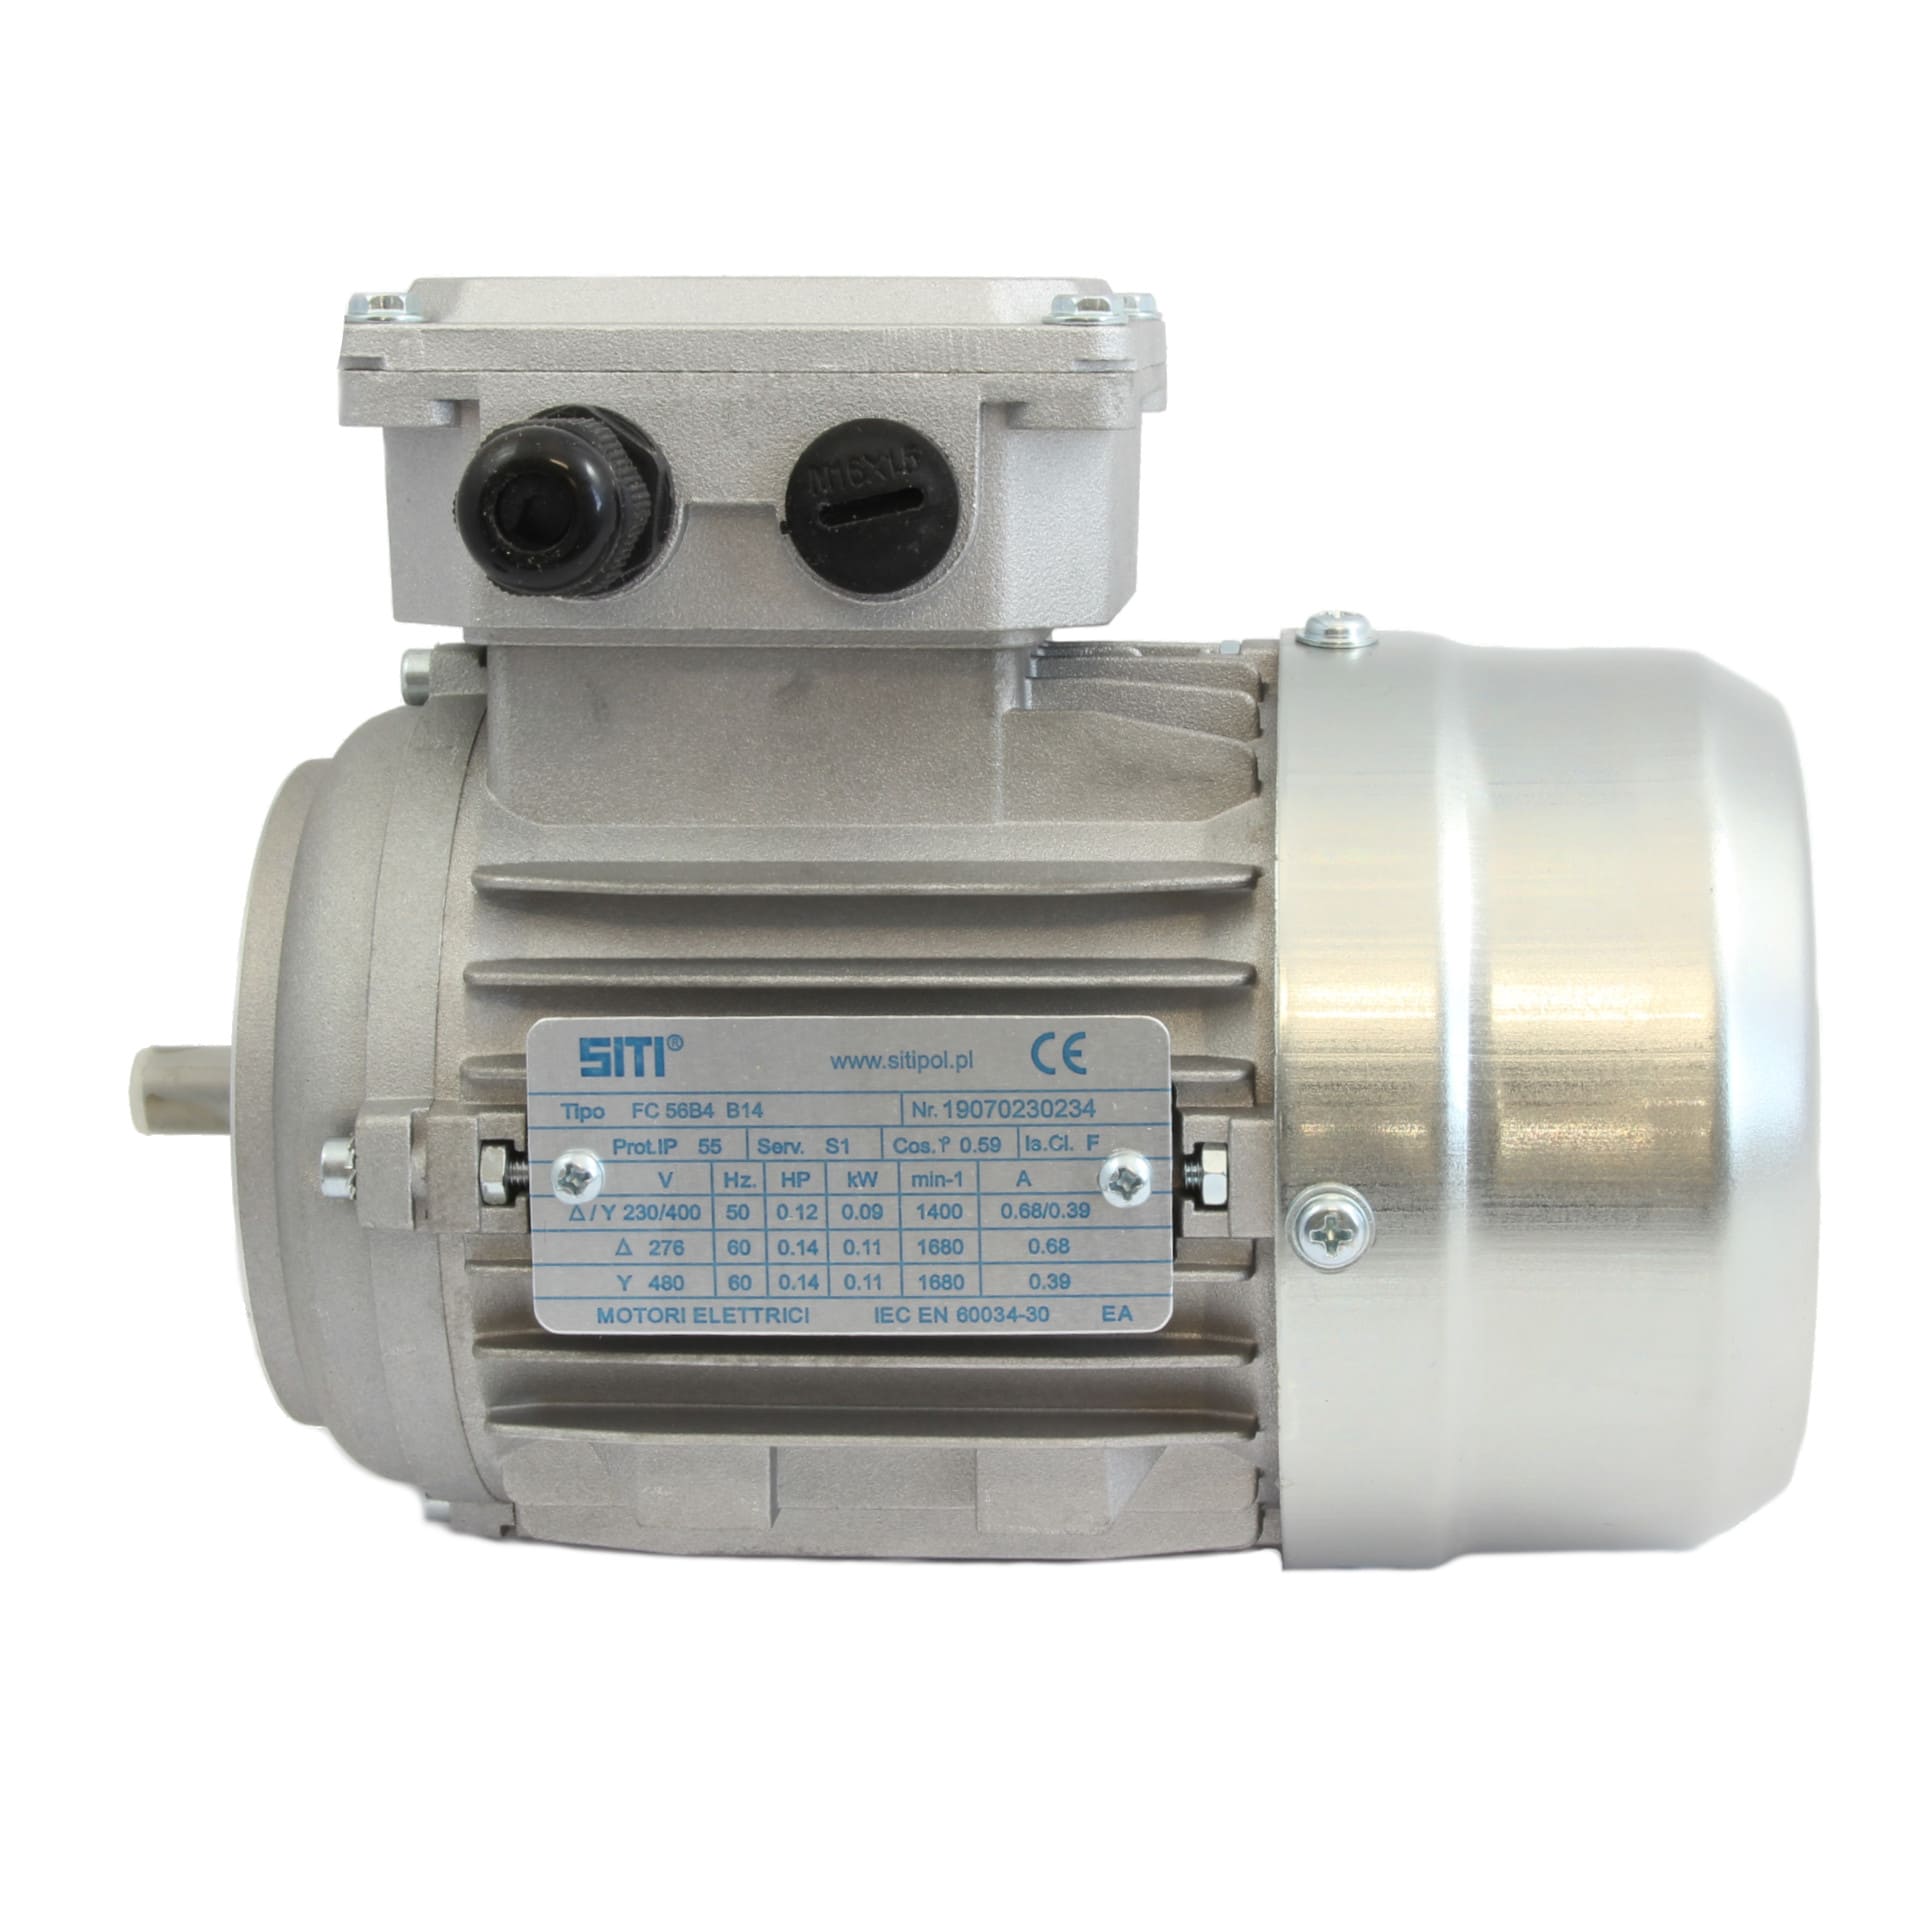 M16X1.5
SITI® www.sitipol.pl CE
Tipo FC 56B4 B14 Nr. 19070230234
Prot.IP 55 Serv. S1 Cos.φ 0.59 Is.Cl. F
V Hz. HP kW min-1 A
Δ/Y 230/400 50 0.12 0.09 1400 0.68/0.39
Δ 276 60 0.14 0.11 1680 0.68
Y 480 60 0.14 0.11 1680 0.39
MOTORI ELETTRICI IEC EN 60034-30 EA